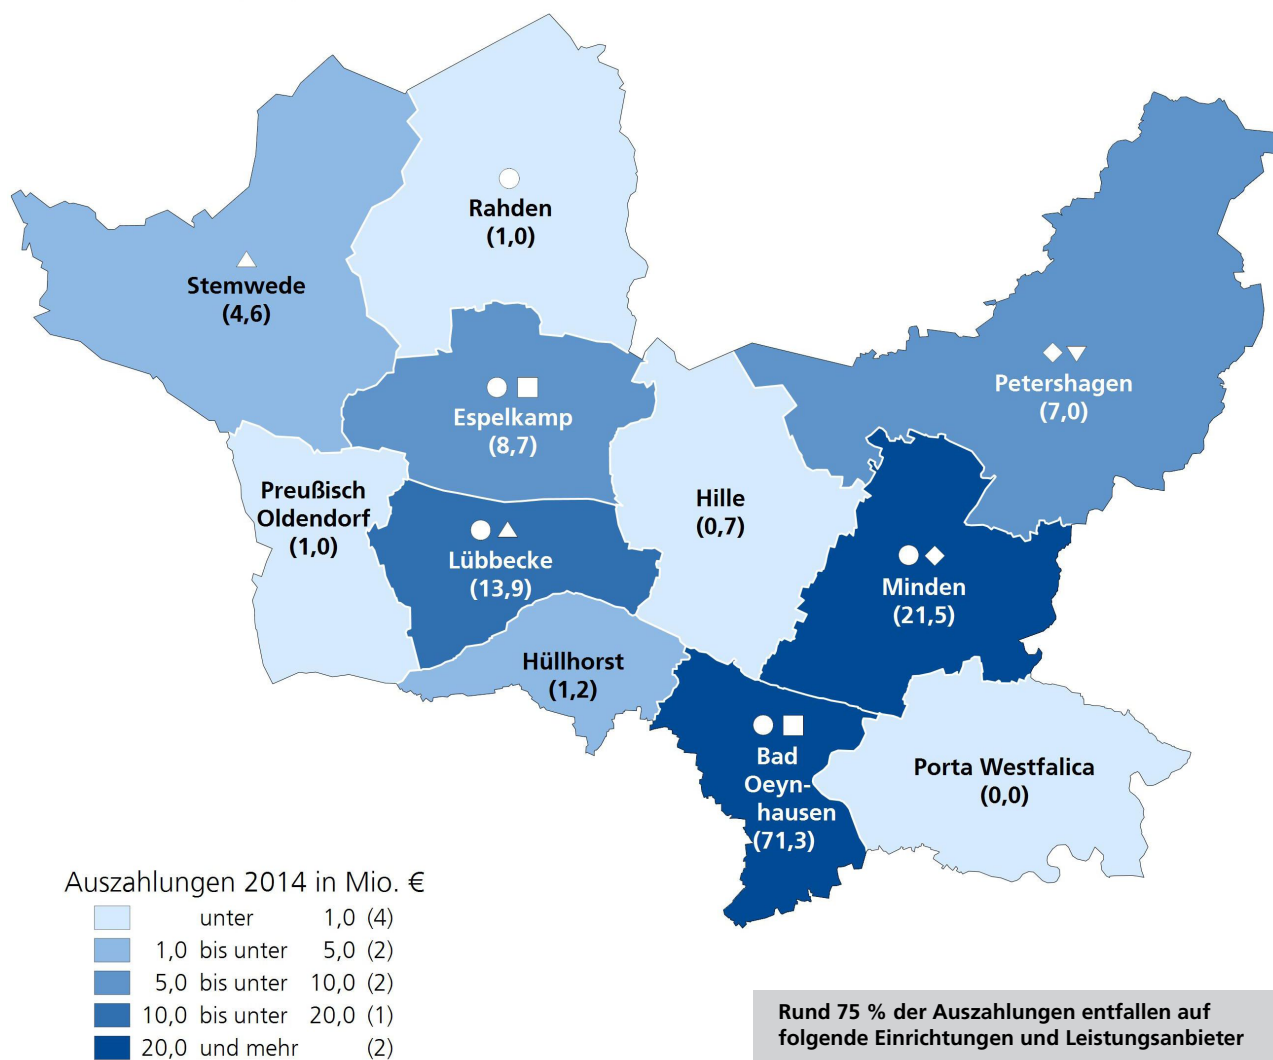 Rahden
(1,0)
Stemwede
(4,6)
Petershagen
(7,0)
Espelkamp
(8,7)
Preußisch
Oldendorf
(1,0)
Hille
(0,7)
Lübbecke
(13,9)
Minden
(21,5)
Hüllhorst
(1,2)
Bad
Oeyn-
hausen
(71,3)
Porta Westfalica
(0,0)
Auszahlungen 2014 in Mio. €
unter 1,0 (4)
1,0 bis unter 5,0 (2)
5,0 bis unter 10,0 (2)
10,0 bis unter 20,0 (1)
20,0 und mehr (2)
Rund 75 % der Auszahlungen entfallen auf
folgende Einrichtungen und Leistungsanbieter